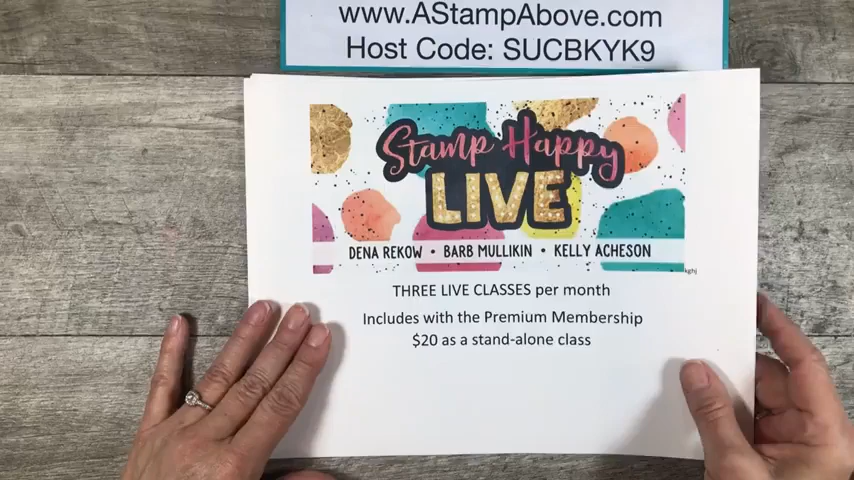 www.AStampAbove.com
Host Code: SUCBKYK9
Stamp Happy
LIVE
DENA REKOW • BARB MULLIKIN • KELLY ACHESON
kghj
THREE LIVE CLASSES per month
Includes with the Premium Membership
$20 as a stand-alone class